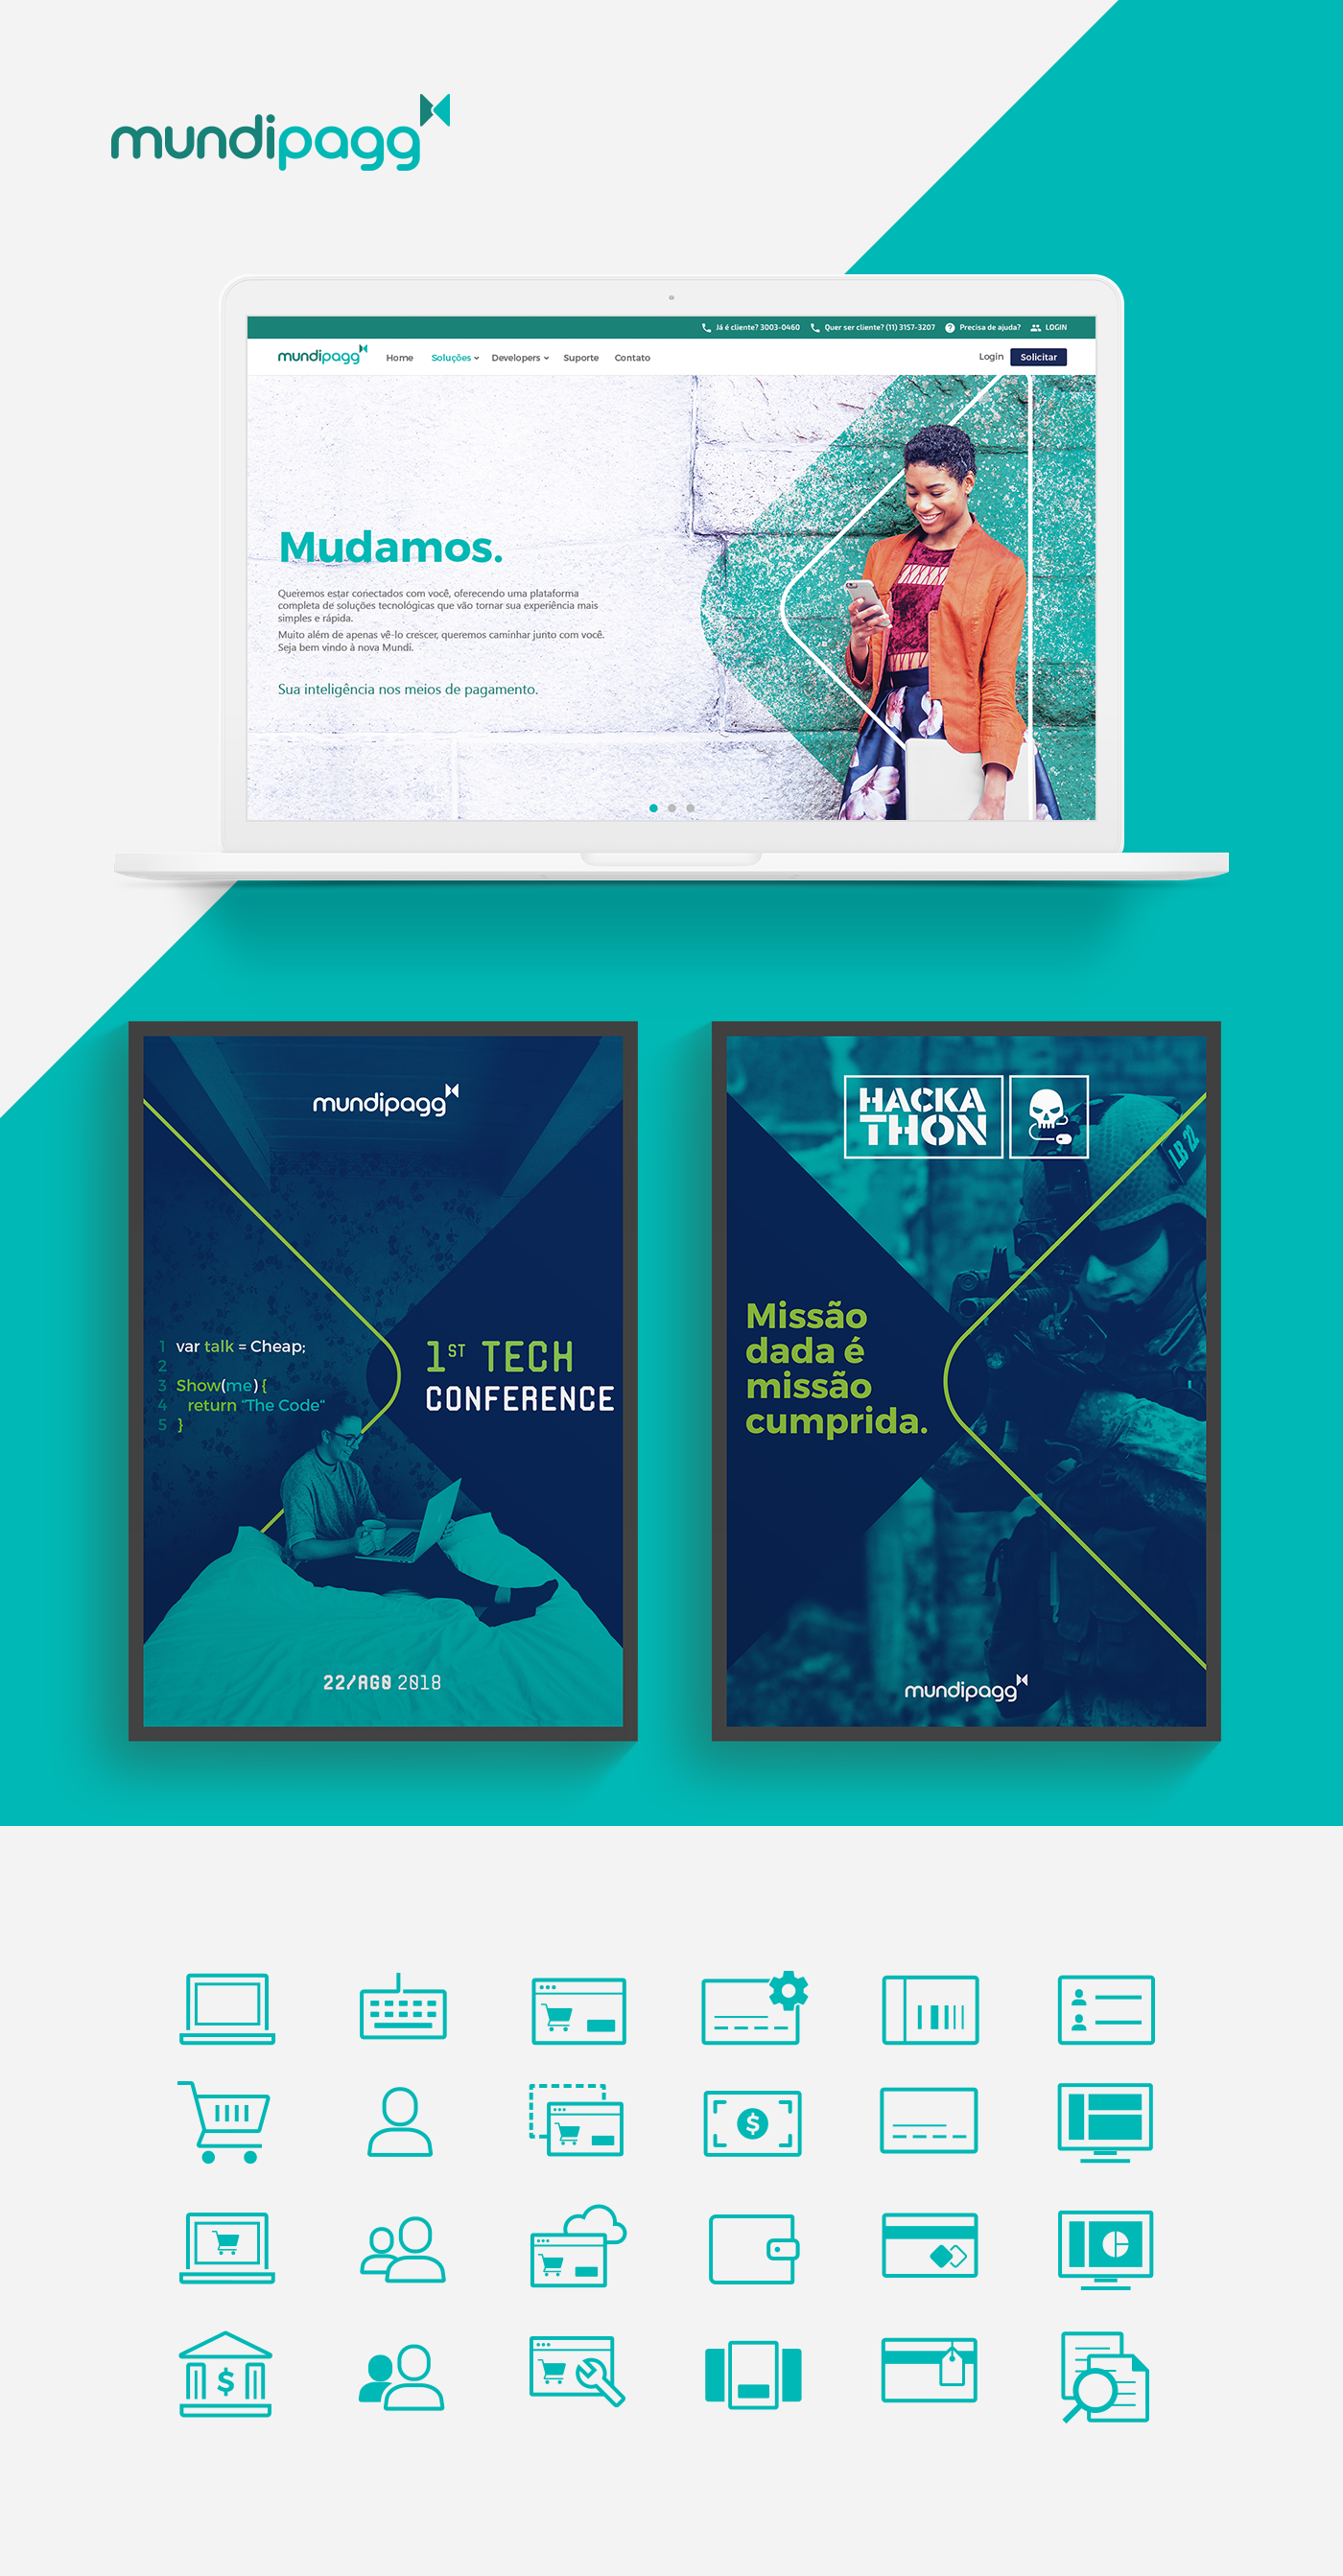 mundipagg
Já é cliente? 3003-0460 Quer ser cliente? (11) 3157-3207 Precisa de ajuda? LOGIN
mundipagg Home Soluções Developers Suporte Contato Login Solicitar
Mudamos.
Queremos estar conectados com você, oferecendo uma plataforma
completa de soluções tecnológicas que vão tornar sua experiência mais
simples e rápida.
Muito além de apenas vê-lo crescer, queremos caminhar junto com você.
Seja bem vindo à nova Mundi.
Sua inteligência nos meios de pagamento.
mundipagg
1 var talk = Cheap;
2
3 Show(me) {
4 return "The Code"
5 }
1ST TECH
CONFERENCE
22/AGO 2018
HACKA
THON
LB 22
Missão
dada é
missão
cumprida.
mundipagg
$
$